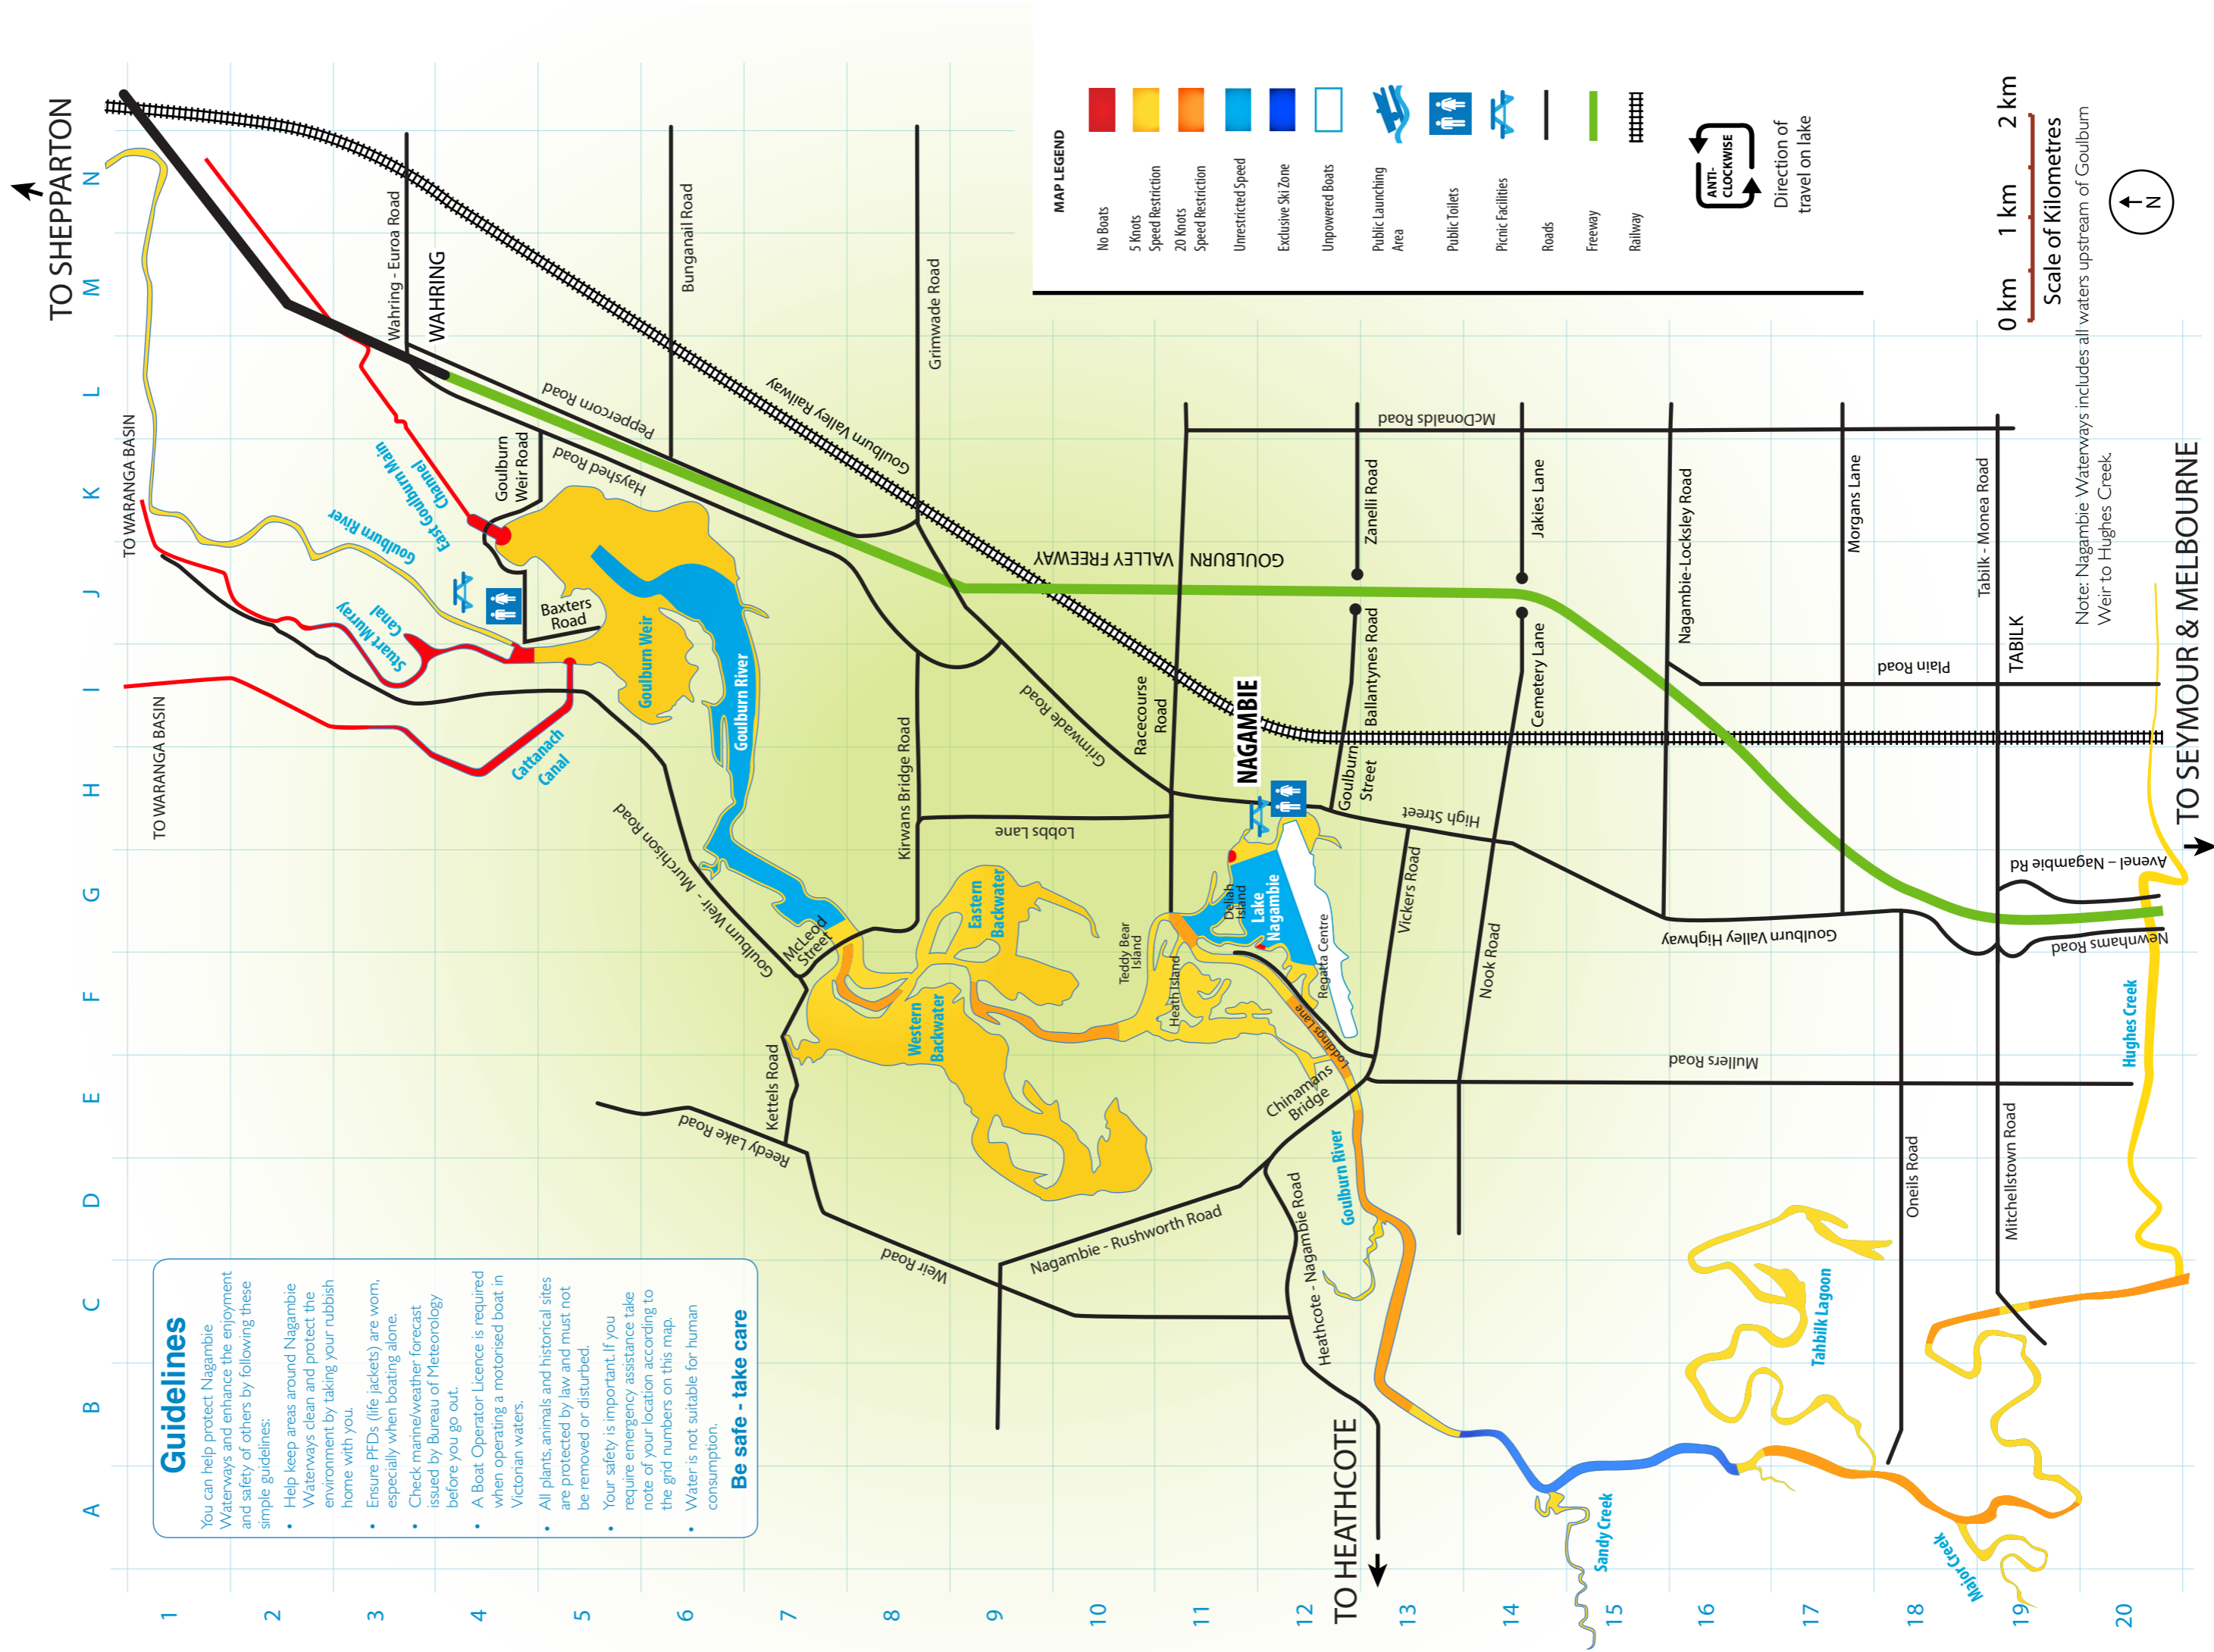 TO SHEPPARTON
A
B
C
D
E
F
G
H
I
J
K
L
M
N
1
2
3
4
5
6
7
8
9
10
11
12
13
14
15
16
17
18
19
20
Guidelines
You can help protect Nagambie
Waterways and enhance the enjoyment
and safety of others by following these
simple guidelines:
• Help keep areas around Nagambie
Waterways clean and protect the
environment by taking your rubbish
home with you.
• Ensure PFDs (life jackets) are worn,
especially when boating alone.
• Check marine/weather forecast
issued by Bureau of Meteorology
before you go out.
• A Boat Operator Licence is required
when operating a motorised boat in
Victorian waters.
• All plants, animals and historical sites
are protected by law and must not
be removed or disturbed.
• Your safety is important. If you
require emergency assistance take
note of your location according to
the grid numbers on this map.
• Water is not suitable for human
consumption.
Be safe - take care
TO WARANGA BASIN
TO WARANGA BASIN
Stuart Murray
Canal
Goulburn River
East Goulburn Main
Channel
Cattanach
Canal
Wahring - Euroa Road
WAHRING
Goulburn
Weir Road
Baxters
Road
Hayshed Road
Peppercorn Road
Bunganail Road
Goulburn Valley Railway
Grimwade Road
Goulburn Weir
Goulburn River
Goulburn Weir - Murchison Road
McLeod
Street
Kettels Road
Reedy Lake Road
Weir Road
Kirwans Bridge Road
Lobbs Lane
Grimwade Road
Western
Backwater
Eastern
Backwater
GOULBURN VALLEY FREEWAY
Racecourse
Road
NAGAMBIE
Teddy Bear
Island
Heath Island
Deliah
Island
Lake
Nagambie
Regatta Centre
Loddings Lane
Chinamans
Bridge
Nagambie - Rushworth Road
Heathcote - Nagambie Road
Goulburn River
TO HEATHCOTE
Goulburn
Street
Ballantynes Road
Zanelli Road
McDonalds Road
High Street
Vickers Road
Nook Road
Cemetery Lane
Jakies Lane
Nagambie-Locksley Road
Morgans Lane
Plain Road
Tabilk - Monea Road
TABILK
Goulburn Valley Highway
Mullers Road
Oneils Road
Mitchellstown Road
Newnhams Road
Avenel – Nagambie Rd
Hughes Creek
Tahbilk Lagoon
Sandy Creek
Major Creek
TO SEYMOUR & MELBOURNE
MAP LEGEND
No Boats
5 Knots
Speed Restriction
20 Knots
Speed Restriction
Unrestricted Speed
Exclusive Ski Zone
Unpowered Boats
Public Launching
Area
Public Toilets
Picnic Facilities
Roads
Freeway
Railway
ANTI-
CLOCKWISE
Direction of
travel on lake
0 km 1 km 2 km
Scale of Kilometres
Note: Nagambie Waterways includes all waters upstream of Goulburn
Weir to Hughes Creek.
N